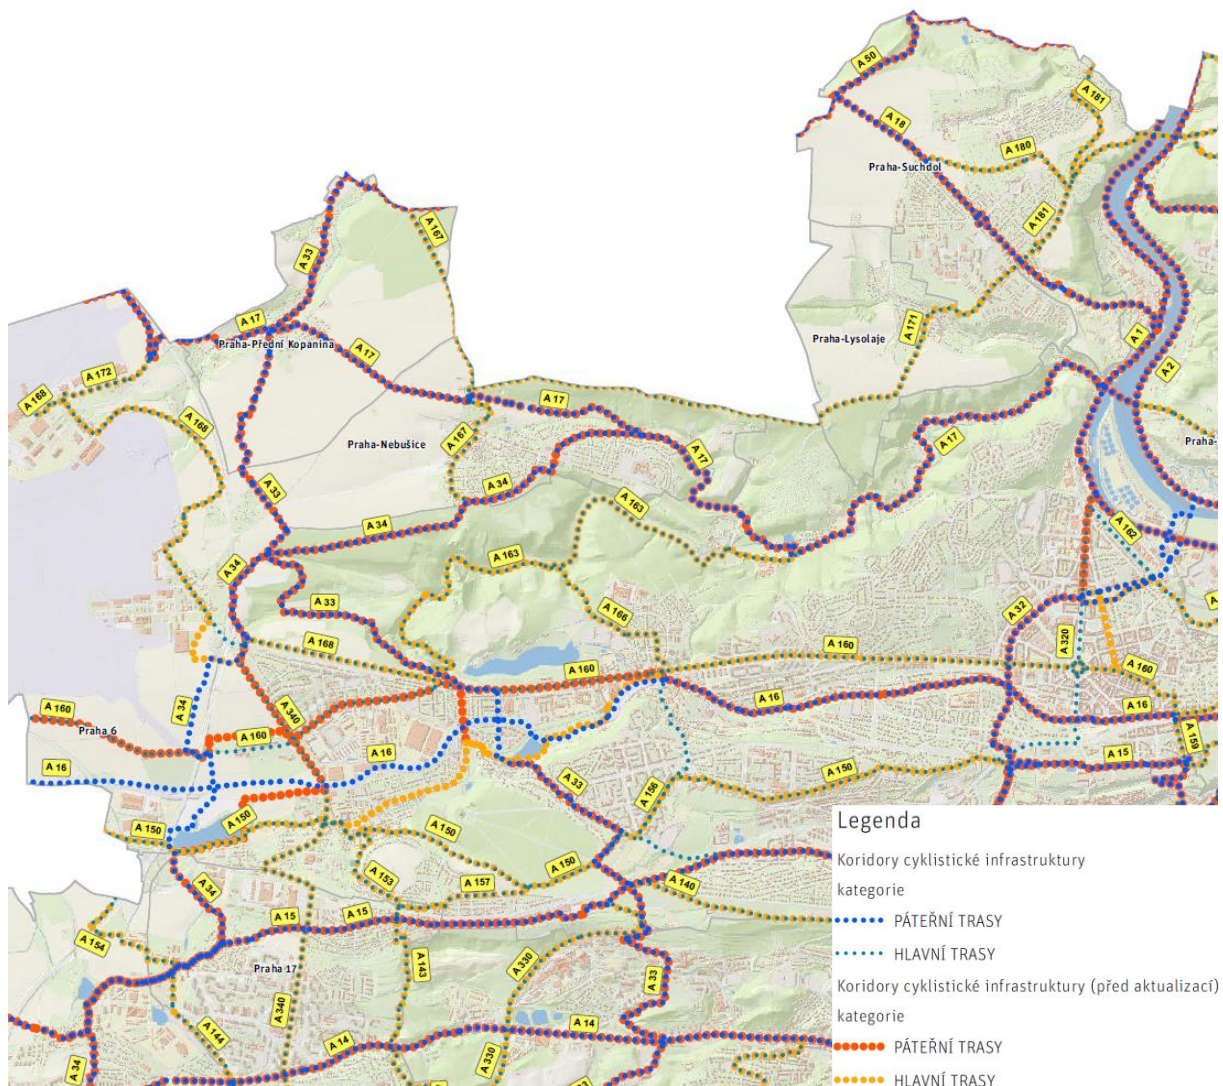 A 50
A 181
A 18
A 180
Praha-Suchdol
A 181
A 167
A 33
A 17
Praha-Přední Kopanina
A 17
A 171
Praha-Lysolaje
A 1
A 2
A 172
A 168
A 168
A 17
A 167
Praha-Nebušice
A 17
A 17
Praha-
A 33
A 34
A 163
A 34
A 162
A 34
A 163
A 33
A 166
A 32
A 168
A 160
A 320
A 160
A 160
A 34
A 340
A 16
A 16
A 160
Praha 6
A 160
A 16
A 15
A 159
A 16
A 33
A 150
A 156
A 150
A 150
A 150
Legenda
Koridory cyklistické infrastruktury
kategorie
PÁTEŘNÍ TRASY
HLAVNÍ TRASY
Koridory cyklistické infrastruktury (před aktualizací)
kategorie
PÁTEŘNÍ TRASY
HLAVNÍ TRASY
A 150
A 153
A 157
A 140
A 34
A 15
A 15
A 154
Praha 17
A 143
A 330
A 33
A 340
A 144
A 14
A 14
A 330
A 34